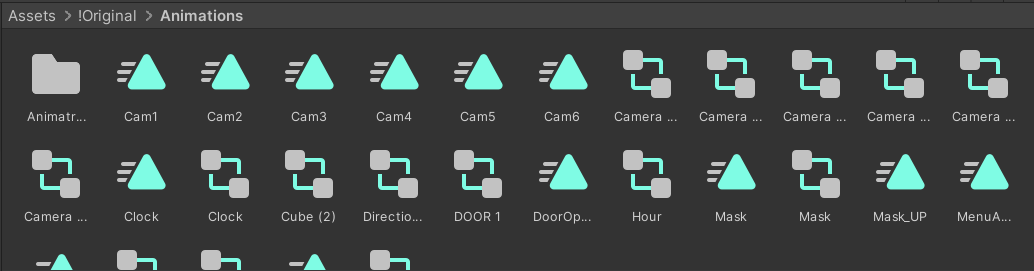 Assets > !Original > Animations
Animatr... Cam1 Cam2 Cam3 Cam4 Cam5 Cam6 Camera ... Camera ... Camera ... Camera ... Camera ...
Camera ... Clock Clock Cube (2) Directio... DOOR 1 DoorOp... Hour Mask Mask Mask_UP MenuA...